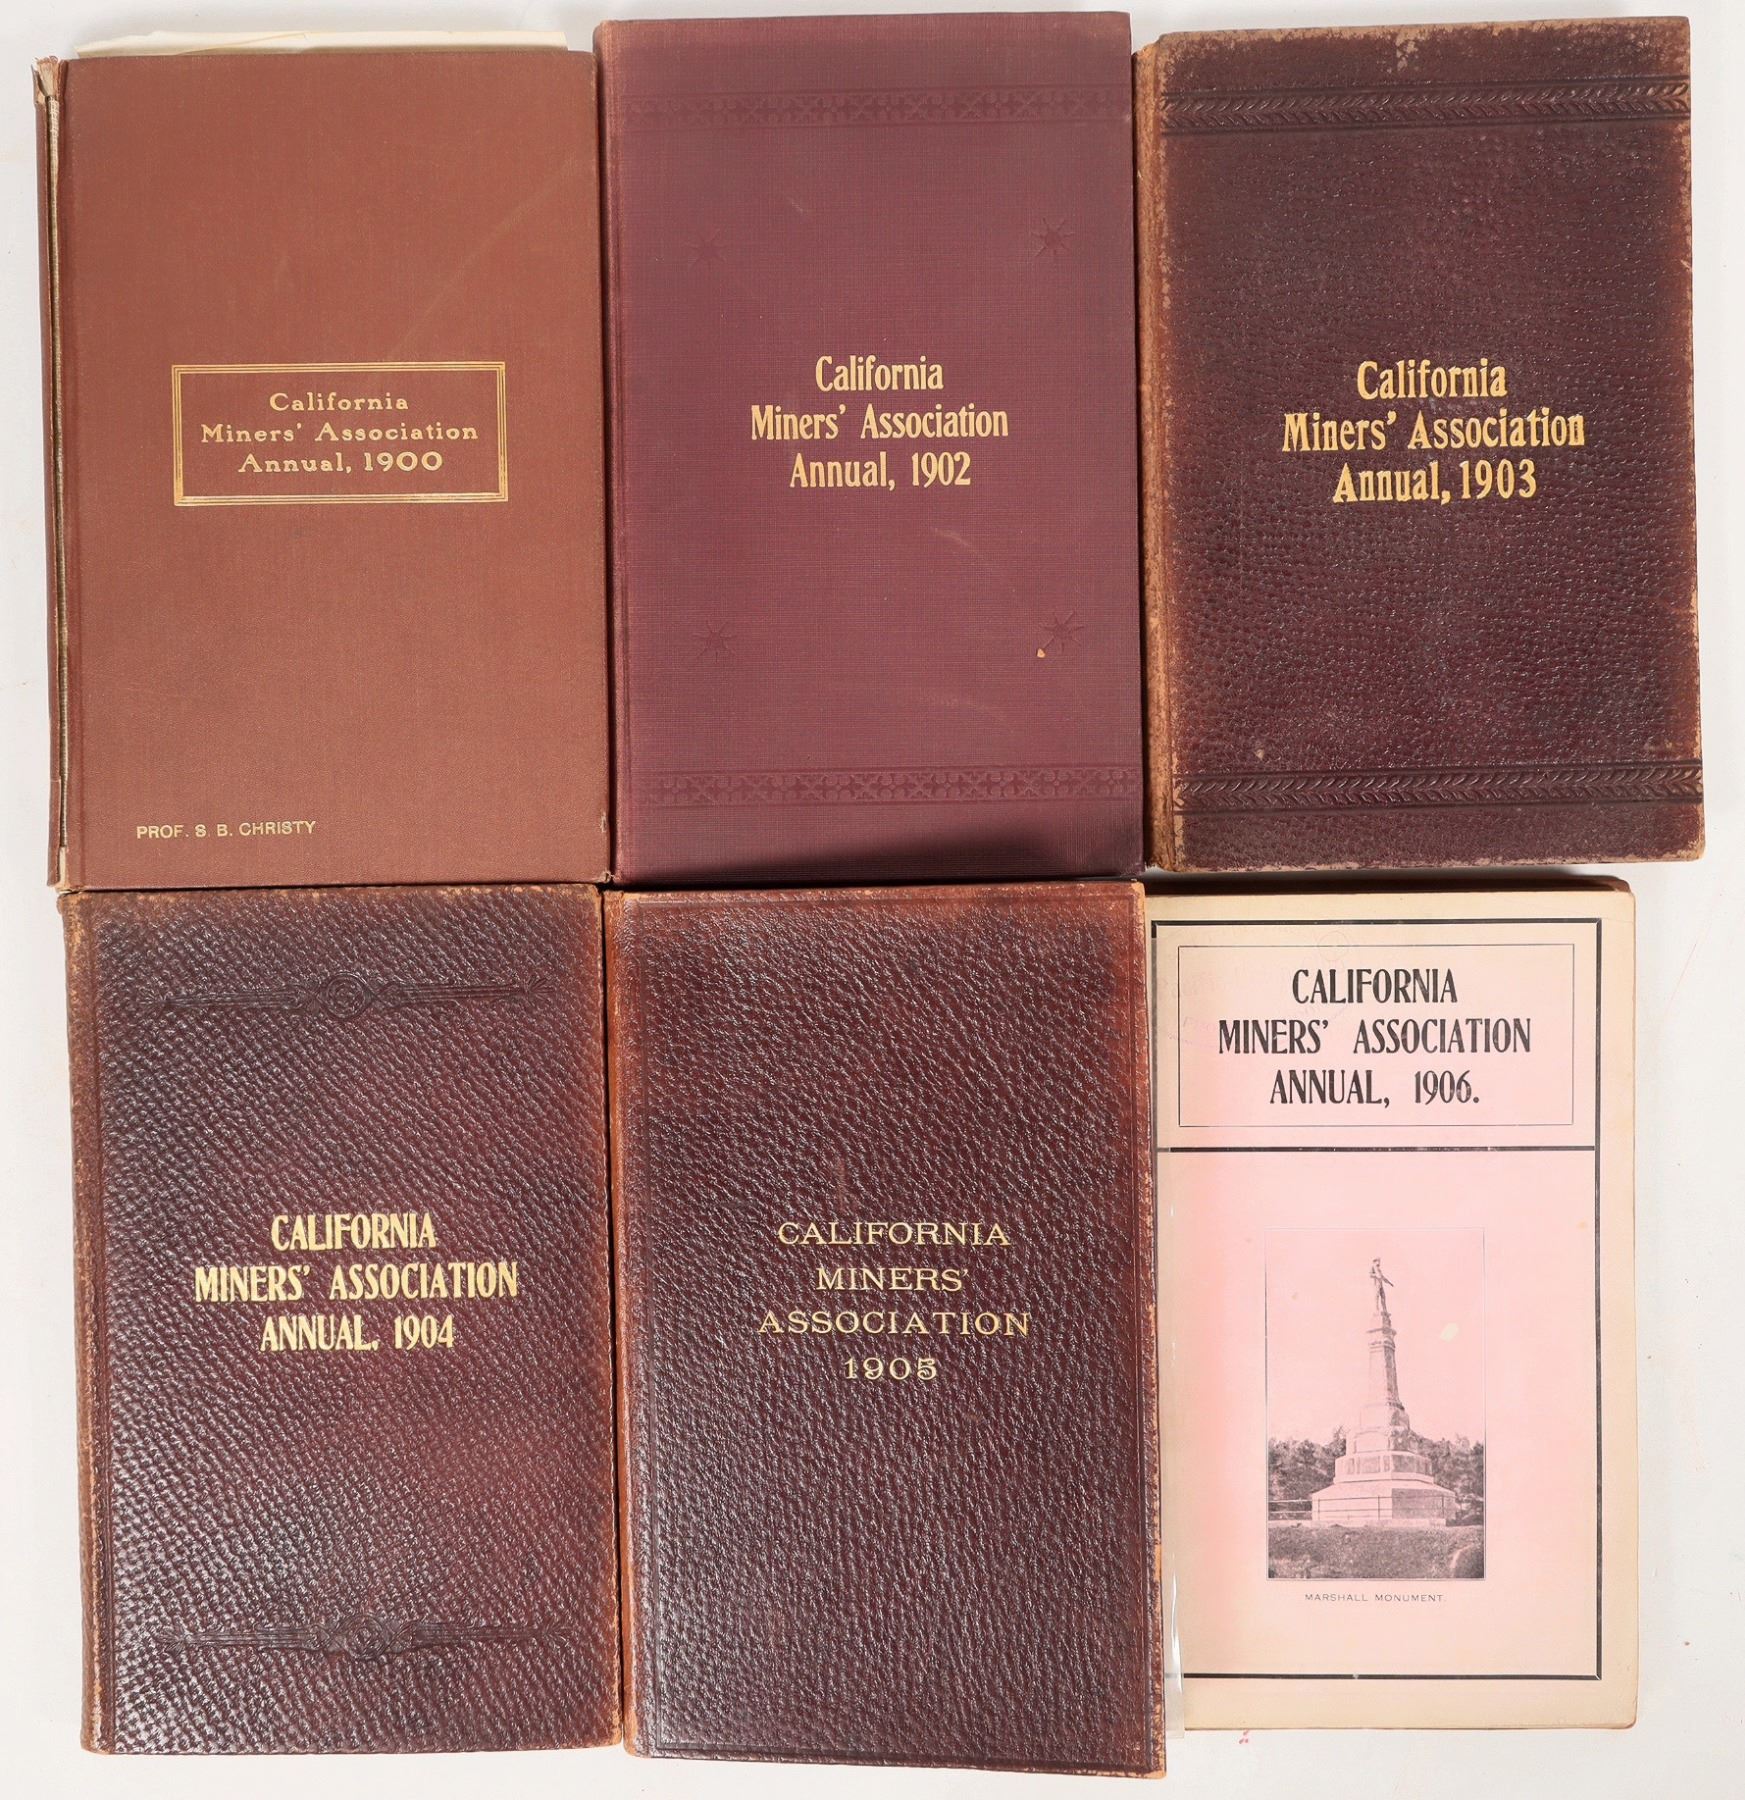 California
Miners' Association
Annual, 1900
PROF. S. B. CHRISTY
California
Miners' Association
Annual, 1902
California
Miners' Association
Annual, 1903
CALIFORNIA
MINERS' ASSOCIATION
ANNUAL, 1904
CALIFORNIA
MINERS'
ASSOCIATION
1905
CALIFORNIA
MINERS' ASSOCIATION
ANNUAL, 1906.
MARSHALL MONUMENT.